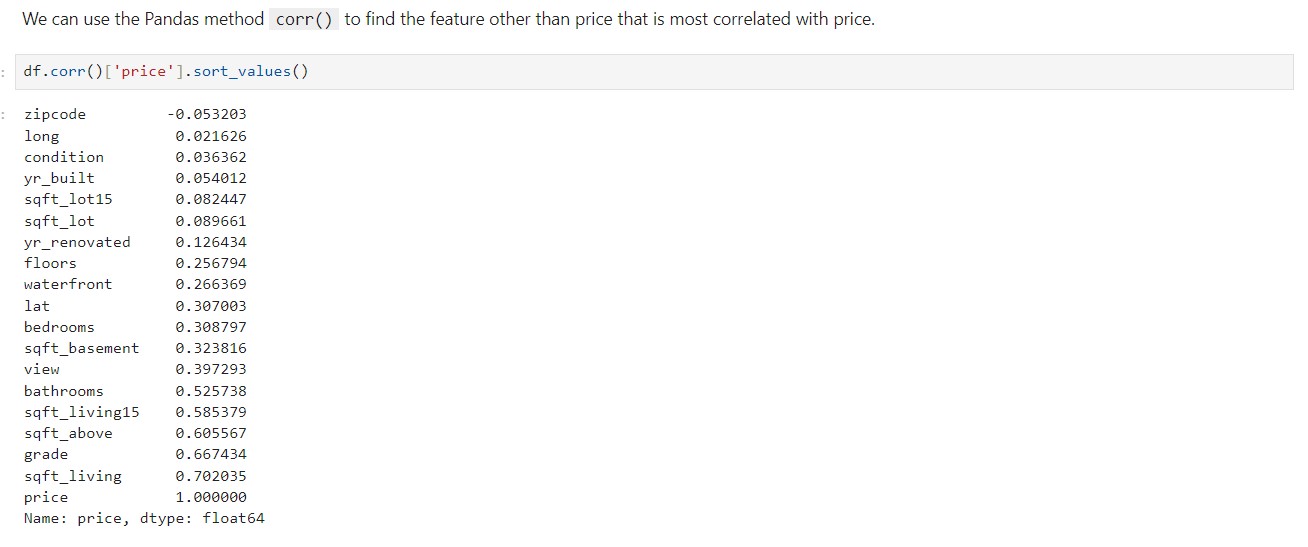 We can use the Pandas method corr() to find the feature other than price that is most correlated with price.
: df.corr()['price'].sort_values()
: zipcode -0.053203
long 0.021626
condition 0.036362
yr_built 0.054012
sqft_lot15 0.082447
sqft_lot 0.089661
yr_renovated 0.126434
floors 0.256794
waterfront 0.266369
lat 0.307003
bedrooms 0.308797
sqft_basement 0.323816
view 0.397293
bathrooms 0.525738
sqft_living15 0.585379
sqft_above 0.605567
grade 0.667434
sqft_living 0.702035
price 1.000000
Name: price, dtype: float64